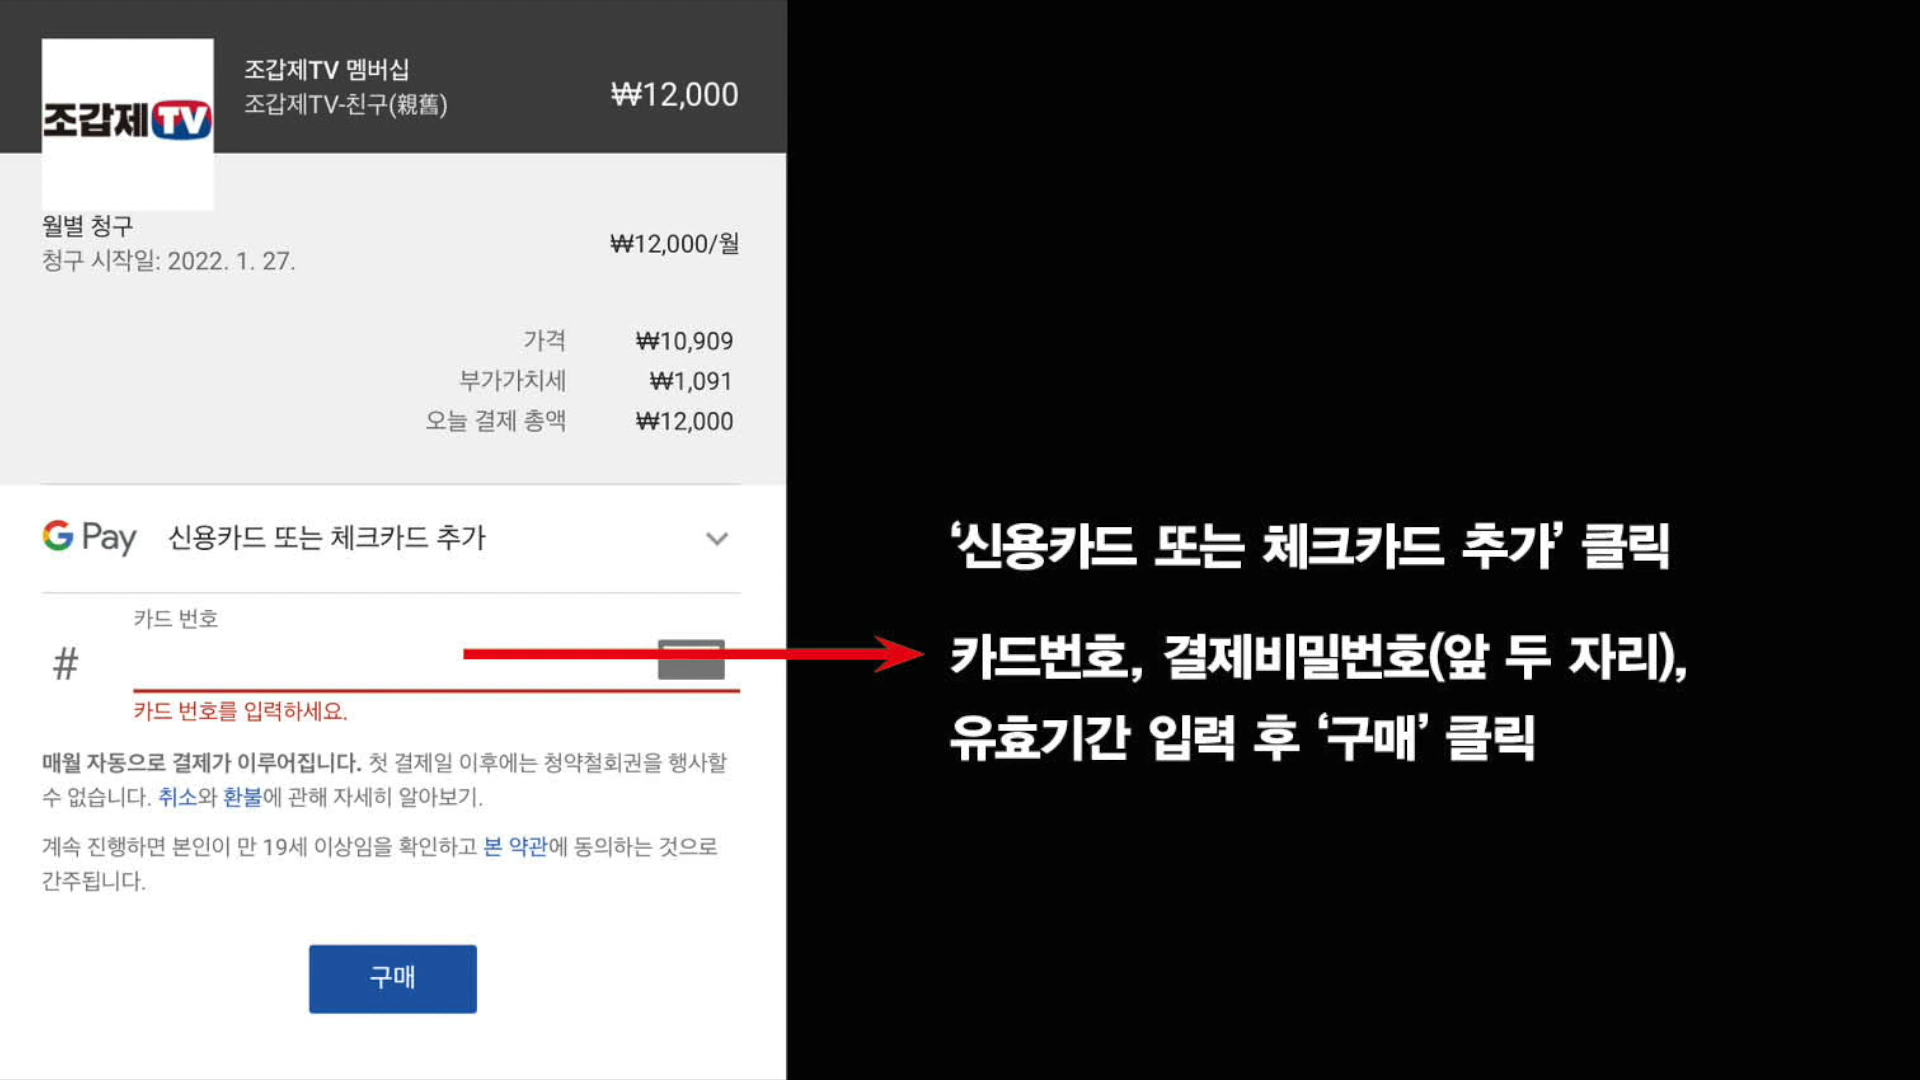 조갑제TV
조갑제TV 멤버십
조갑제TV-친구(親舊)
₩12,000
월별 청구
청구 시작일: 2022. 1. 27.
₩12,000/월
가격 ₩10,909
부가가치세 ₩1,091
오늘 결제 총액 ₩12,000
G Pay 신용카드 또는 체크카드 추가
카드 번호
#
카드 번호를 입력하세요.
매월 자동으로 결제가 이루어집니다. 첫 결제일 이후에는 청약철회권을 행사할
수 없습니다. 취소와 환불에 관해 자세히 알아보기.
계속 진행하면 본인이 만 19세 이상임을 확인하고 본 약관에 동의하는 것으로
간주됩니다.
구매
‘신용카드 또는 체크카드 추가’ 클릭
카드번호, 결제비밀번호(앞 두 자리),
유효기간 입력 후 ‘구매’ 클릭